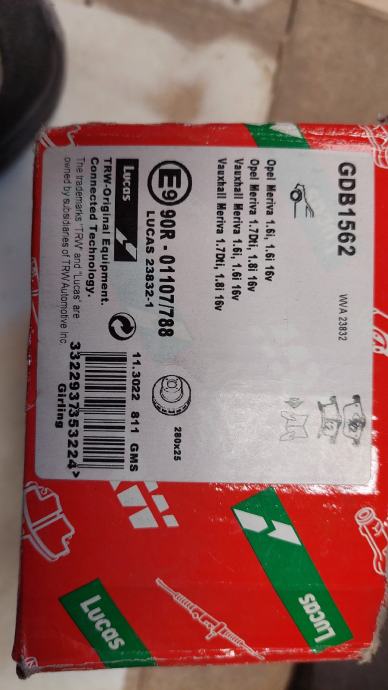 GDB1562
WVA 23832
Opel Meriva 1.6i, 1.6i 16v
Opel Meriva 1.7Dti, 1.8i 16v
Vauxhall Meriva 1.6i, 1.6i 16v
Vauxhall Meriva 1.7Dti, 1.8i 16v
E9 90R - 01107/788
LUCAS 23832-1
280x25
Lucas
TRW-Original Equipment.
Connected Technology.
The trademarks "TRW" and "Lucas" are
owned by subsidiaries of TRW Automotive Inc.
11.3022 811 GMS
3322937353224>
Girling
Lucas
Lucas